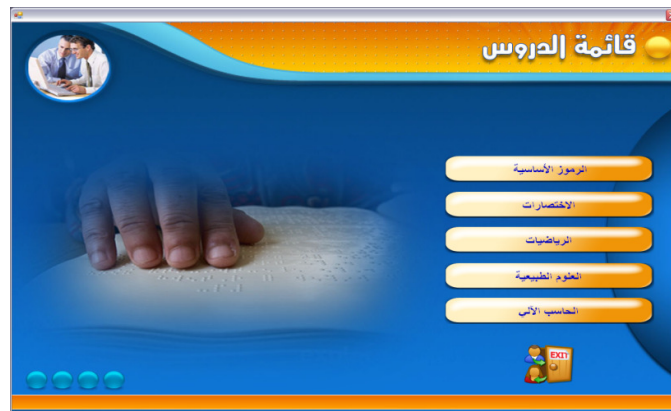 قائمة الدروس
الرموز الأساسية
الاختصارات
الرياضيات
العلوم الطبيعية
الحاسب الآلي
EXIT